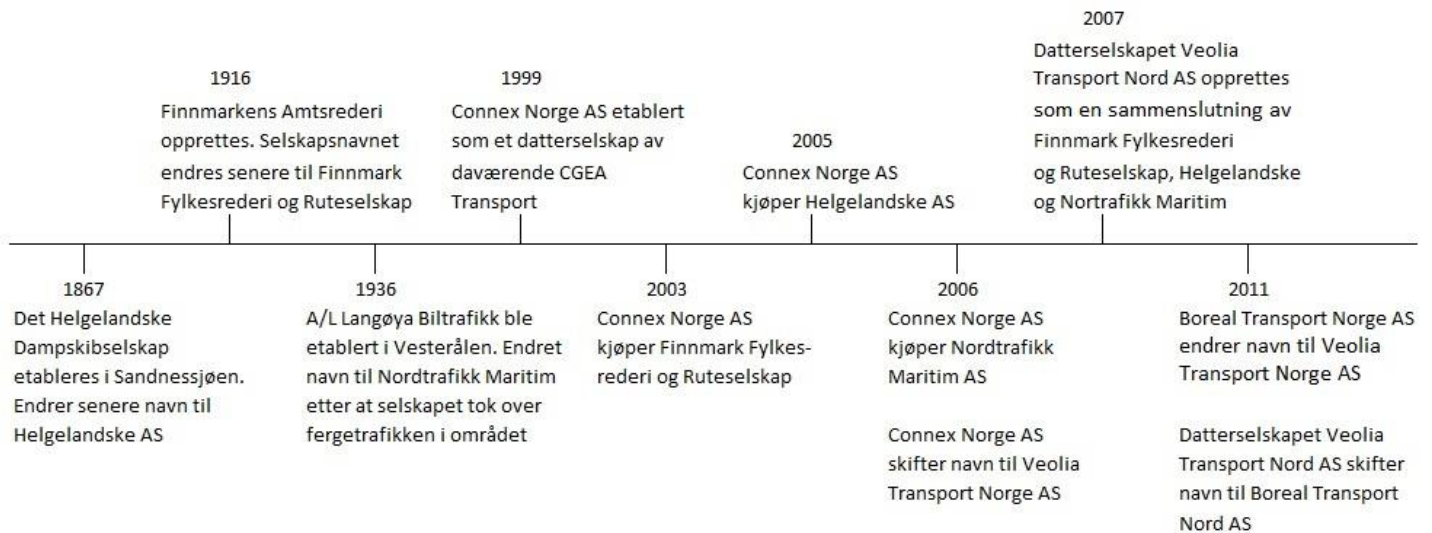 1867
Det Helgelandske
Dampskibselskap
etableres i Sandnessjøen.
Endrer senere navn til
Helgelandske AS
1916
Finnmarkens Amtsrederi
opprettes. Selskapsnavnet
endres senere til Finnmark
Fylkesrederi og Ruteselskap
1936
A/L Langøya Biltrafikk ble
etablert i Vesterålen. Endret
navn til Nordtrafikk Maritim
etter at selskapet tok over
fergetrafikken i området
1999
Connex Norge AS etablert
som et datterselskap av
daværende CGEA
Transport
2003
Connex Norge AS
kjøper Finnmark Fylkes-
rederi og Ruteselskap
2005
Connex Norge AS
kjøper Helgelandske AS
2006
Connex Norge AS
kjøper Nordtrafikk
Maritim AS
Connex Norge AS
skifter navn til Veolia
Transport Norge AS
2007
Datterselskapet Veolia
Transport Nord AS opprettes
som en sammenslutning av
Finnmark Fylkesrederi
og Ruteselskap, Helgelandske
og Nortrafikk Maritim
2011
Boreal Transport Norge AS
endrer navn til Veolia
Transport Norge AS
Datterselskapet Veolia
Transport Nord AS skifter
navn til Boreal Transport
Nord AS